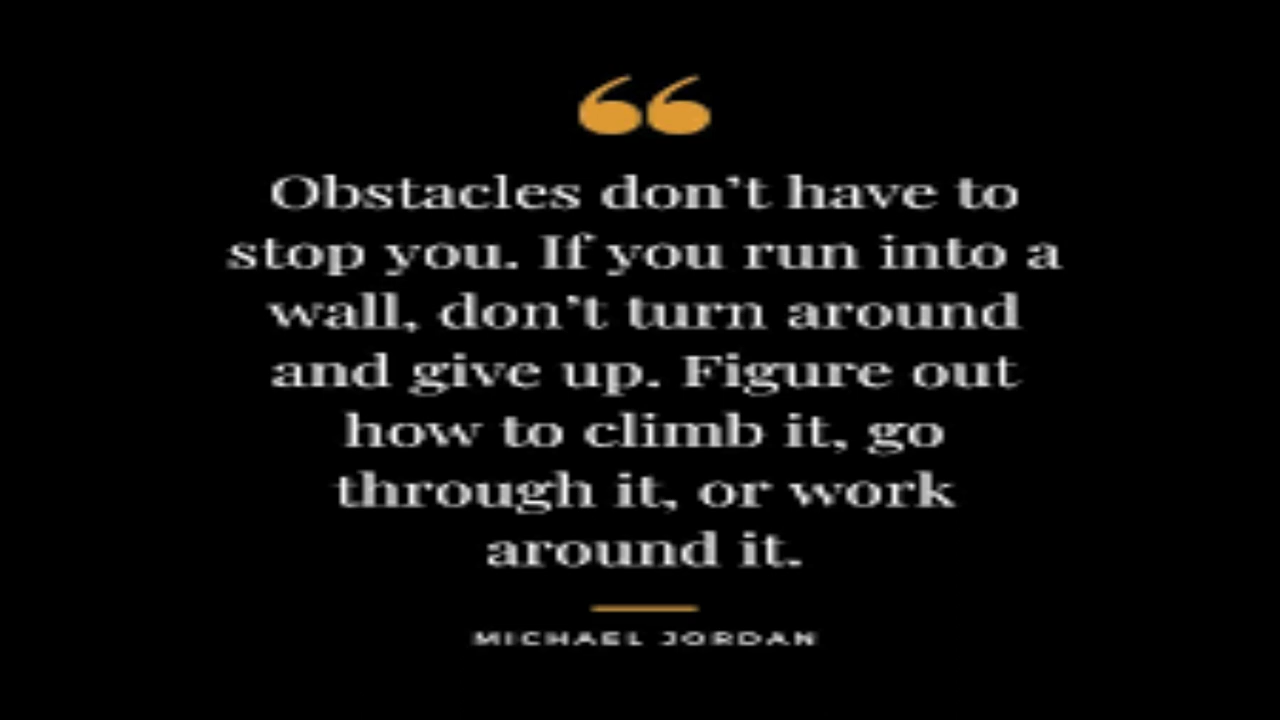 “
Obstacles don’t have to
stop you. If you run into a
wall, don’t turn around
and give up. Figure out
how to climb it, go
through it, or work
around it.
MICHAEL JORDAN